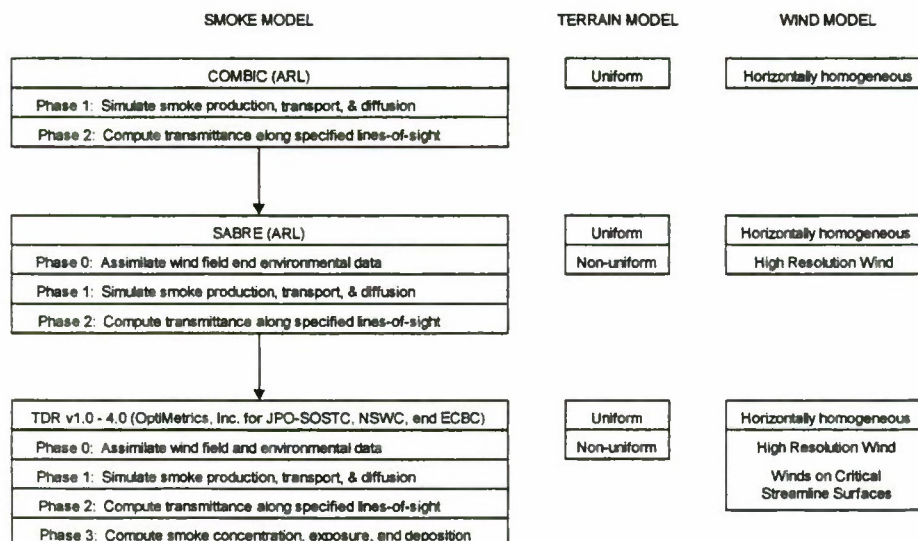 SMOKE MODEL
TERRAIN MODEL
WIND MODEL
COMBIC (ARL)
Uniform
Horizontally homogeneous
Phase 1: Simulate smoke production, transport, & diffusion
Phase 2: Compute transmittance along specified lines-of-sight
SABRE (ARL)
Uniform
Horizontally homogeneous
Phase 0: Assimilate wind field end environmental data
Non-uniform
High Resolution Wind
Phase 1: Simulate smoke production, transport, & diffusion
Phase 2: Compute transmittance along specified lines-of-sight
TDR v1.0 - 4.0 (OptiMetrics, Inc. for JPO-SOSTC, NSWC, end ECBC)
Uniform
Horizontally homogeneous
Phase 0: Assimilate wind field and environmental data
Non-uniform
High Resolution Wind
Phase 1: Simulate smoke production, transport, & diffusion
Winds on Critical
Streamline Surfaces
Phase 2: Compute transmittance along specified lines-of-sight
Phase 3: Compute smoke concentration, exposure, and deposition